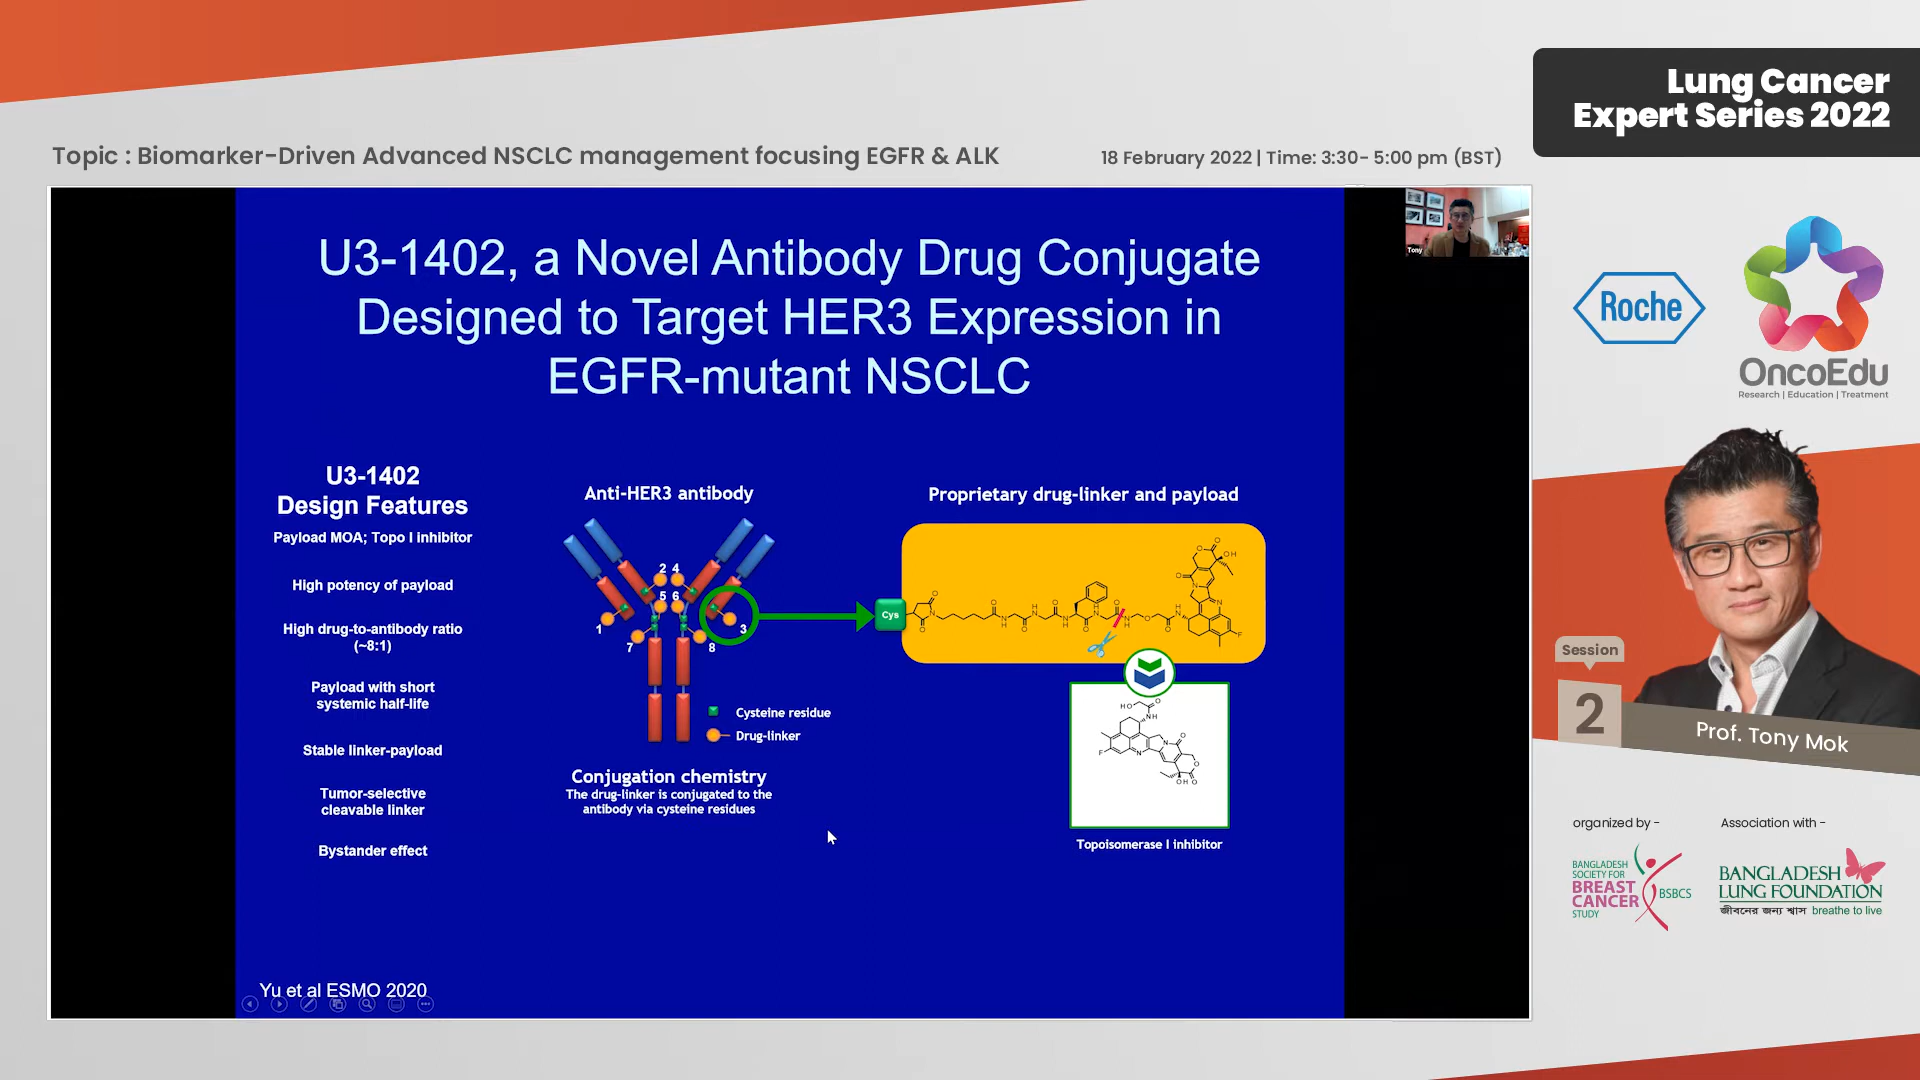 Lung Cancer
Expert Series 2022
Topic : Biomarker-Driven Advanced NSCLC management focusing EGFR & ALK
18 February 2022 | Time: 3:30- 5:00 pm (BST)
U3-1402, a Novel Antibody Drug Conjugate
Designed to Target HER3 Expression in
EGFR-mutant NSCLC
Tony
U3-1402
Design Features
Payload MOA; Topo I inhibitor
High potency of payload
High drug-to-antibody ratio
(~8:1)
Payload with short
systemic half-life
Stable linker-payload
Tumor-selective
cleavable linker
Bystander effect
Anti-HER3 antibody
2 4
5 6
1
3
7
8
Cysteine residue
Drug-linker
Conjugation chemistry
The drug-linker is conjugated to the
antibody via cysteine residues
Proprietary drug-linker and payload
Cys
Topoisomerase I inhibitor
Yu et al ESMO 2020
Roche
OncoEdu
Research | Education | Treatment
Session
2
Prof. Tony Mok
organized by -
BANGLADESH
SOCIETY FOR
BREAST
CANCER
STUDY
BSBCS
Association with -
BANGLADESH
LUNG FOUNDATION
জীবনের জন্য শ্বাস breathe to live